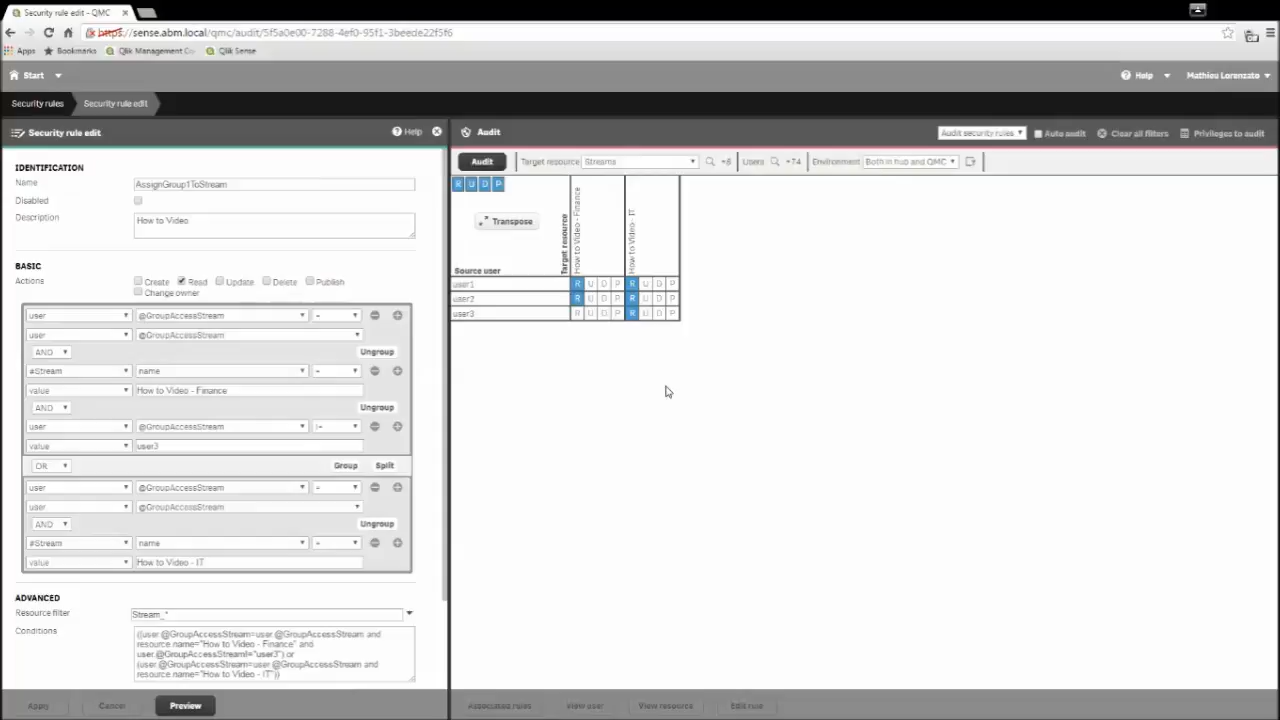 Security rule edit - QMC
https://sense.abm.local/qmc/audit/5f5a0e00-7288-4ef0-95f1-3beede22f5f6
Apps Bookmarks Qlik Management Co Qlik Sense
Start Help Mathieu Lorenzato
Security rules Security rule edit
Security rule edit Help
IDENTIFICATION
Name AssignGroup1ToStream
Disabled
Description How to Video
BASIC
Actions Create Read Update Delete Publish
Change owner
user @GroupAccessStream =
user @GroupAccessStream
AND Ungroup
#Stream name =
value How to Video - Finance
AND Ungroup
user @GroupAccessStream !=
value user3
OR Group Split
user @GroupAccessStream =
user @GroupAccessStream
AND Ungroup
#Stream name =
value How to Video - IT
ADVANCED
Resource filter Stream_*
Conditions ((user.@GroupAccessStream=user.@GroupAccessStream and
resource.name="How to Video - Finance" and
user.@GroupAccessStream!="user3") or
(user.@GroupAccessStream=user.@GroupAccessStream and
resource.name="How to Video - IT"))
Apply Cancel Preview
Audit Audit security rules Auto audit Clear all filters Privileges to audit
Audit Target resource Streams +8 Users +74 Environment Both in hub and QMC
R U D P
Transpose
Source user
Target resource
How to Video - Finance
How to Video - IT
user1 R U D P R U D P
user2 R U D P R U D P
user3 R U D P R U D P
Associated rules View user View resource Edit rule